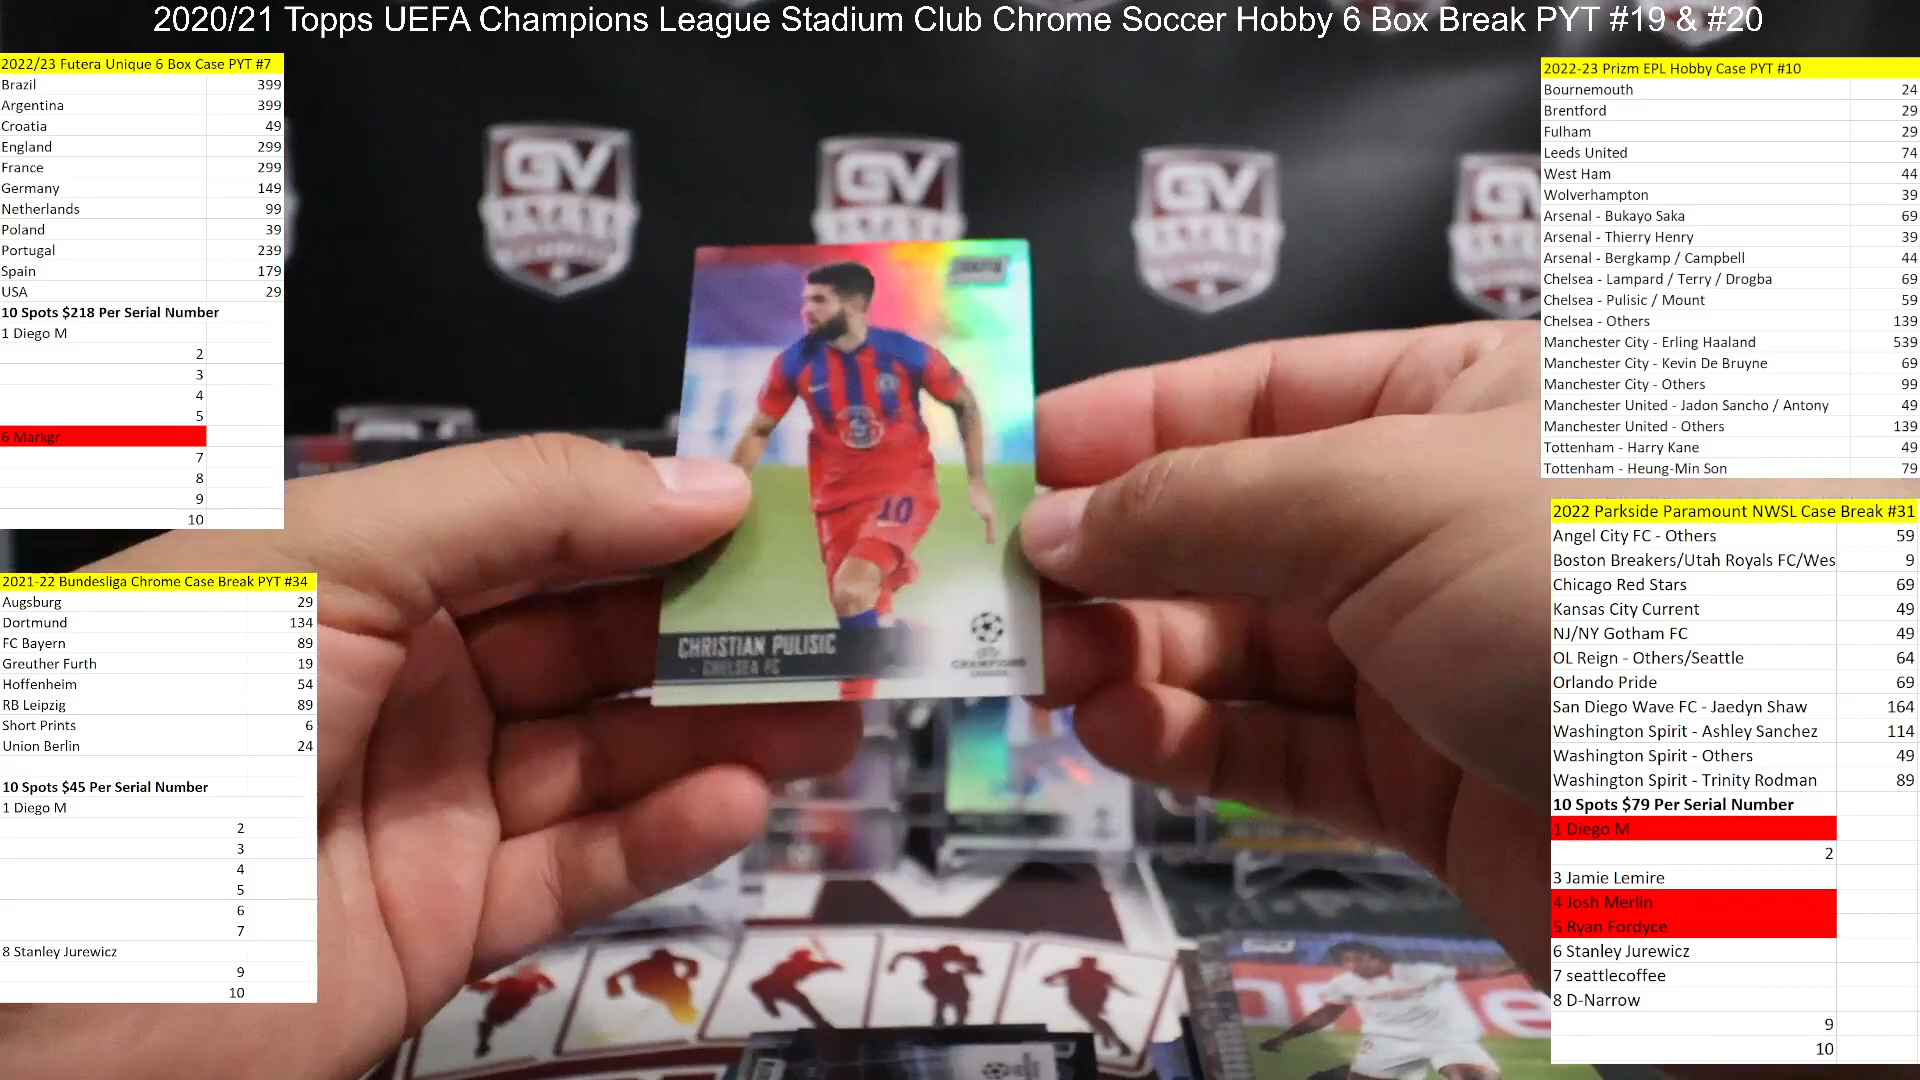 2020/21 Topps UEFA Champions League Stadium Club Chrome Soccer Hobby 6 Box Break PYT #19 & #20
2022/23 Futera Unique 6 Box Case PYT #7
Brazil 399
Argentina 399
Croatia 49
England 299
France 299
Germany 149
Netherlands 99
Poland 39
Portugal 239
Spain 179
USA 29
10 Spots $218 Per Serial Number
1 Diego M
2
3
4
5
6 Markgr
7
8
9
10
2021-22 Bundesliga Chrome Case Break PYT #34
Augsburg 29
Dortmund 134
FC Bayern 89
Greuther Furth 19
Hoffenheim 54
RB Leipzig 89
Short Prints 6
Union Berlin 24
10 Spots $45 Per Serial Number
1 Diego M
2
3
4
5
6
7
8 Stanley Jurewicz
9
10
GV
GV
GV
GV
10
CHRISTIAN PULISIC
CHELSEA FC
CHAMPIONS
2022-23 Prizm EPL Hobby Case PYT #10
Bournemouth 24
Brentford 29
Fulham 29
Leeds United 74
West Ham 44
Wolverhampton 39
Arsenal - Bukayo Saka 69
Arsenal - Thierry Henry 39
Arsenal - Bergkamp / Campbell 44
Chelsea - Lampard / Terry / Drogba 69
Chelsea - Pulisic / Mount 59
Chelsea - Others 139
Manchester City - Erling Haaland 539
Manchester City - Kevin De Bruyne 69
Manchester City - Others 99
Manchester United - Jadon Sancho / Antony 49
Manchester United - Others 139
Tottenham - Harry Kane 49
Tottenham - Heung-Min Son 79
2022 Parkside Paramount NWSL Case Break #31
Angel City FC - Others 59
Boston Breakers/Utah Royals FC/Wes 9
Chicago Red Stars 69
Kansas City Current 49
NJ/NY Gotham FC 49
OL Reign - Others/Seattle 64
Orlando Pride 69
San Diego Wave FC - Jaedyn Shaw 164
Washington Spirit - Ashley Sanchez 114
Washington Spirit - Others 49
Washington Spirit - Trinity Rodman 89
10 Spots $79 Per Serial Number
1 Diego M
2
3 Jamie Lemire
4 Josh Merlin
5 Ryan Fordyce
6 Stanley Jurewicz
7 seattlecoffee
8 D-Narrow
9
10